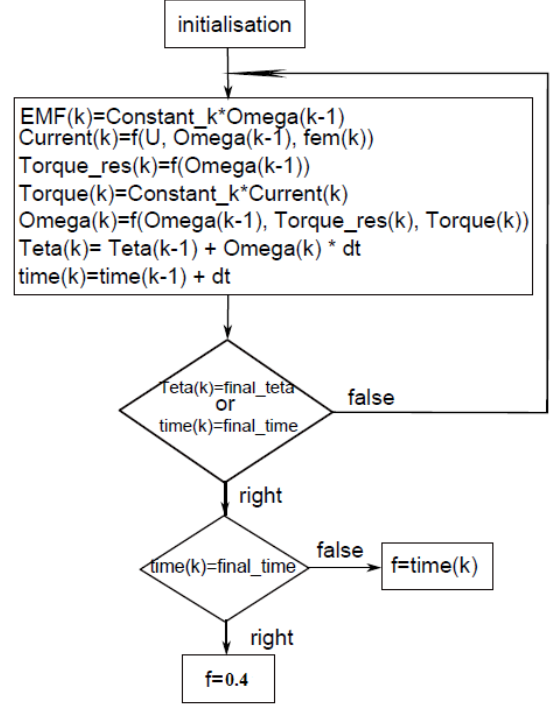 initialisation
EMF(k)=Constant_k*Omega(k-1)
Current(k)=f(U, Omega(k-1), fem(k))
Torque_res(k)=f(Omega(k-1))
Torque(k)=Constant_k*Current(k)
Omega(k)=f(Omega(k-1), Torque_res(k), Torque(k))
Teta(k)= Teta(k-1) + Omega(k) * dt
time(k)=time(k-1) + dt
Teta(k)=final_teta
or
time(k)=final_time
false
right
time(k)=final_time
false
f=time(k)
right
f=0.4